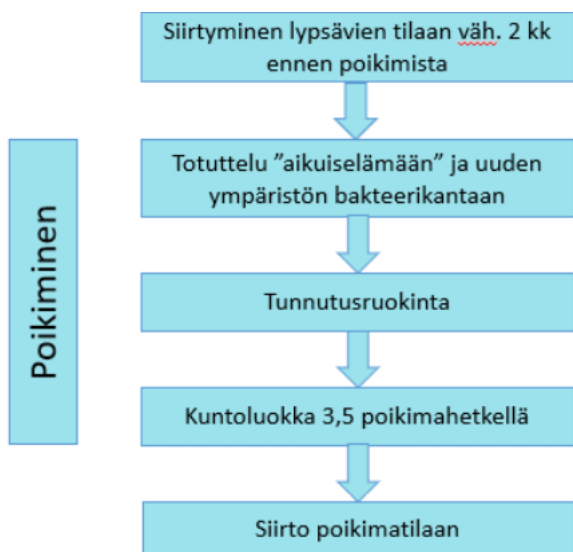 Siirtyminen lypsävien tilaan väh. 2 kk
ennen poikimista
Poikiminen
Totuttelu ”aikuiselämään” ja uuden
ympäristön bakteerikantaan
Tunnutusruokinta
Kuntoluokka 3,5 poikimahetkellä
Siirto poikimatilaan